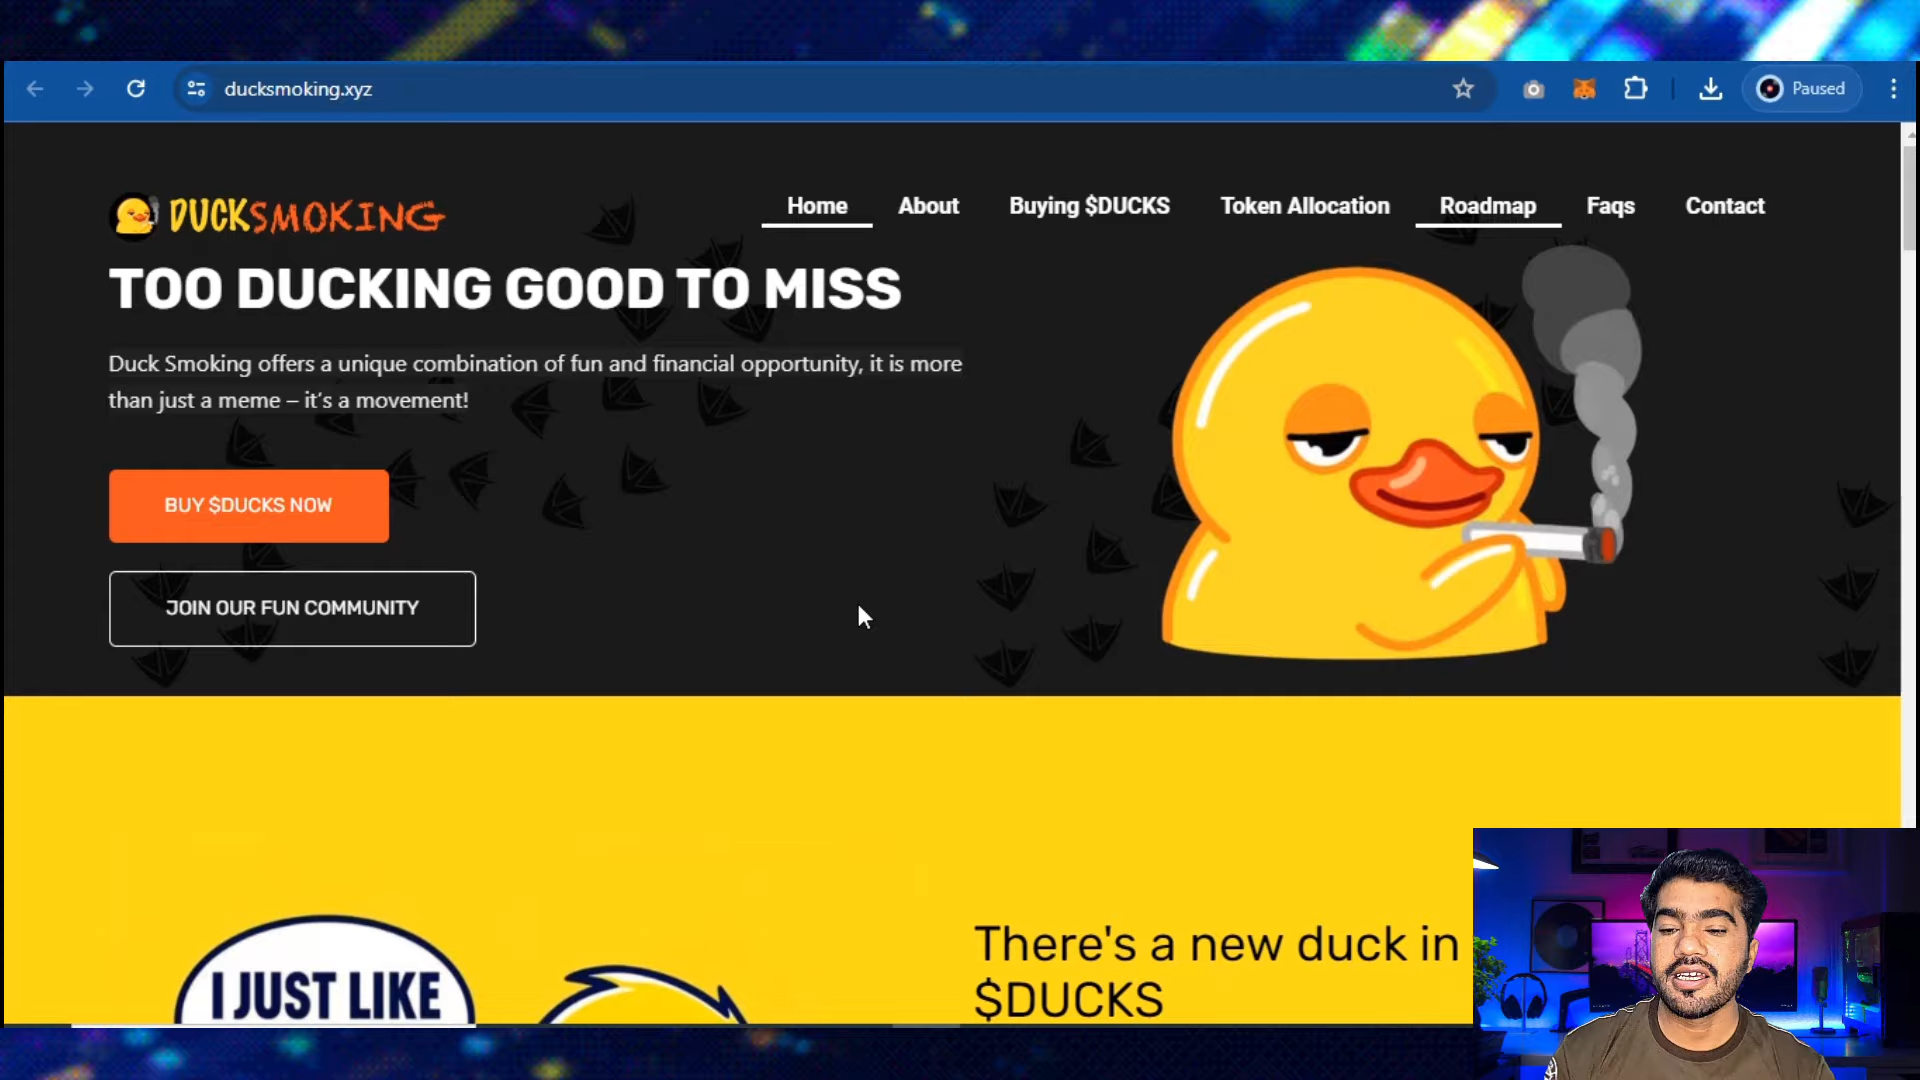 ducksmoking.xyz
Paused
DUCKSMOKING
Home
About
Buying $DUCKS
Token Allocation
Roadmap
Faqs
Contact
TOO DUCKING GOOD TO MISS
Duck Smoking offers a unique combination of fun and financial opportunity, it is more
than just a meme – it's a movement!
BUY $DUCKS NOW
JOIN OUR FUN COMMUNITY
I JUST LIKE
There's a new duck in
$DUCKS